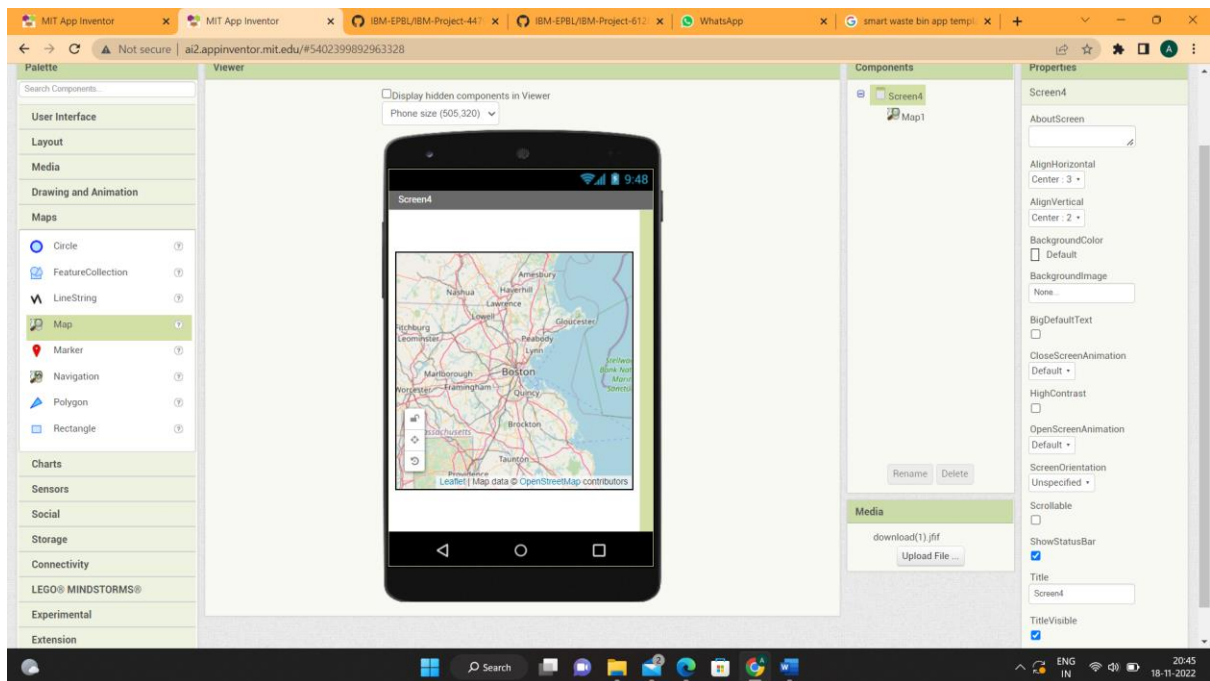 MIT App Inventor
MIT App Inventor
IBM-EPBL/IBM-Project-447
IBM-EPBL/IBM-Project-612
WhatsApp
smart waste bin app templ
Not secure | ai2.appinventor.mit.edu/#5402399892963328
A
Palette
Search Components...
User Interface
Layout
Media
Drawing and Animation
Maps
Circle
FeatureCollection
LineString
Map
Marker
Navigation
Polygon
Rectangle
Charts
Sensors
Social
Storage
Connectivity
LEGO® MINDSTORMS®
Experimental
Extension
Viewer
Display hidden components in Viewer
Phone size (505,320)
9:48
Screen4
Amesbury
Nashua
Haverhill
Lawrence
Lowell
Gloucester
Fitchburg
Leominster
Peabody
Lynn
Marlborough
Boston
Worcester
Framingham
Quincy
Brockton
Taunton
Providence
Leaflet | Map data © OpenStreetMap contributors
Components
Screen4
Map1
Rename Delete
Media
download(1).jfif
Upload File ...
Properties
Screen4
AboutScreen
AlignHorizontal
Center : 3
AlignVertical
Center : 2
BackgroundColor
Default
BackgroundImage
None...
BigDefaultText
CloseScreenAnimation
Default
HighContrast
OpenScreenAnimation
Default
ScreenOrientation
Unspecified
Scrollable
ShowStatusBar
Title
Screen4
TitleVisible
Search
2
ENG
IN
20:45
18-11-2022